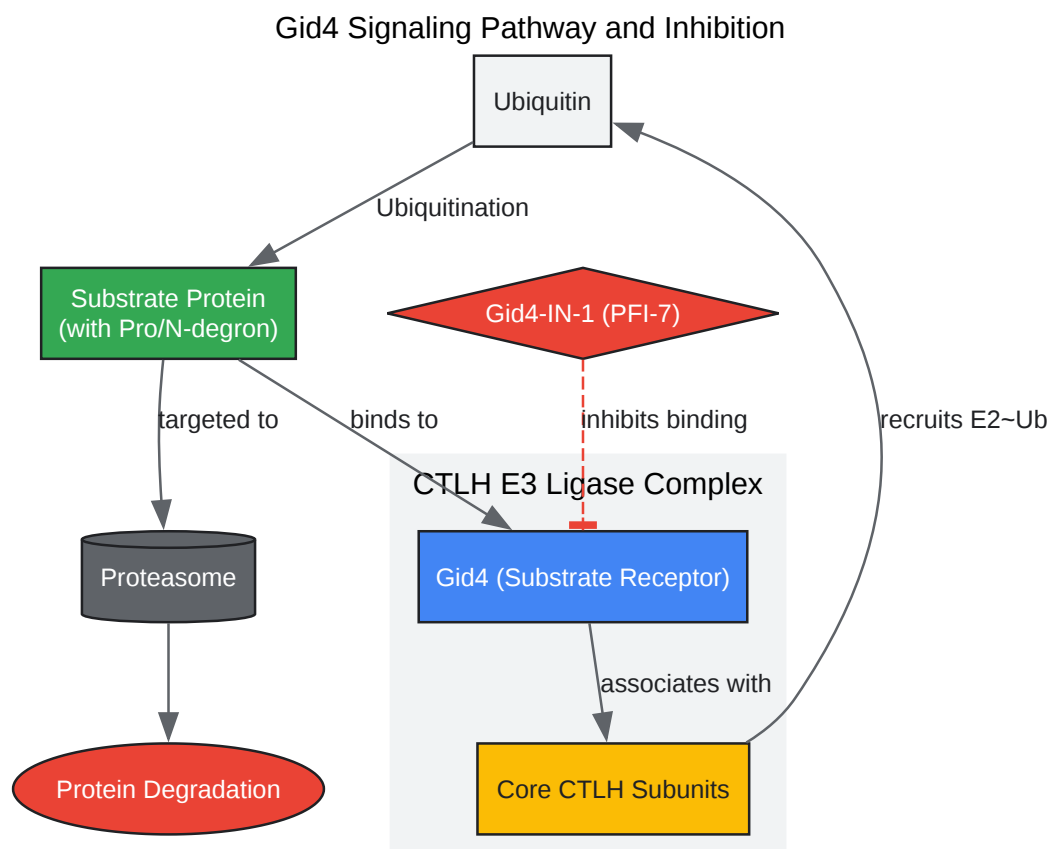 Gid4 Signaling Pathway and Inhibition
Ubiquitin
Ubiquitination
Substrate Protein
(with Pro/N-degron)
Gid4-IN-1 (PFI-7)
targeted to
binds to
inhibits binding
recruits E2~Ub
CTLH E3 Ligase Complex
Proteasome
Gid4 (Substrate Receptor)
associates with
Protein Degradation
Core CTLH Subunits